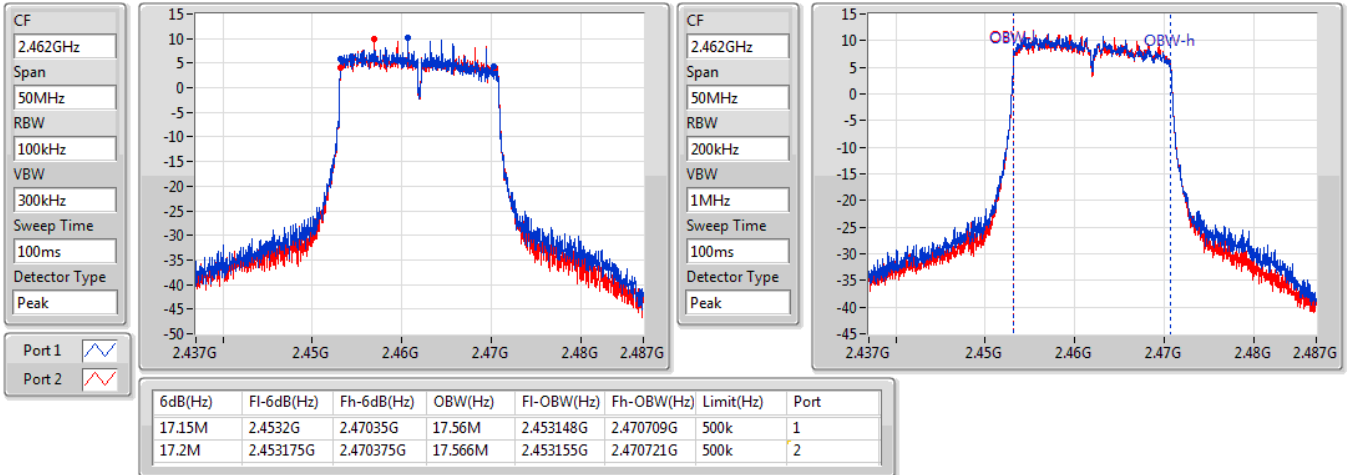 CF
2.462GHz
Span
50MHz
RBW
100kHz
VBW
300kHz
Sweep Time
100ms
Detector Type
Peak
Port 1
Port 2
15
10
5
0
-5
-10
-15
-20
-25
-30
-35
-40
-45
-50
2.437G 2.45G 2.46G 2.47G 2.48G 2.487G
CF
2.462GHz
Span
50MHz
RBW
200kHz
VBW
1MHz
Sweep Time
100ms
Detector Type
Peak
15
10
5
0
-5
-10
-15
-20
-25
-30
-35
-40
-45
OBW-h
2.437G 2.45G 2.46G 2.47G 2.48G 2.487G
6dB(Hz) Fl-6dB(Hz) Fh-6dB(Hz) OBW(Hz) Fl-OBW(Hz) Fh-OBW(Hz) Limit(Hz) Port
17.15M 2.4532G 2.47035G 17.56M 2.453148G 2.470709G 500k 1
17.2M 2.453175G 2.470375G 17.566M 2.453155G 2.470721G 500k 2